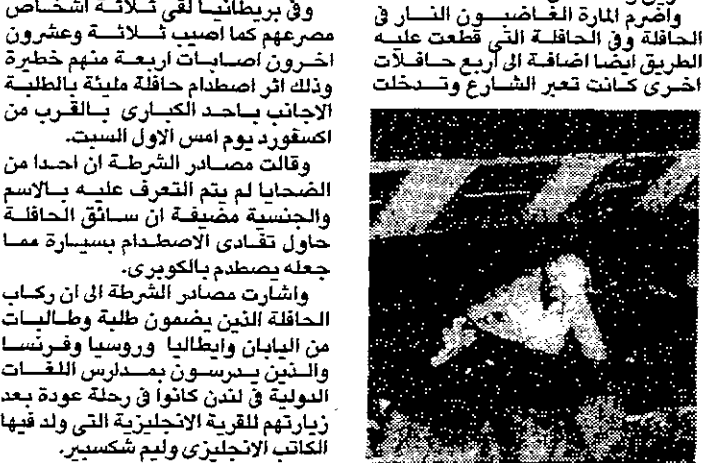 واضرم المارة الغاضبون النار في
الحافلة وفي الحافلة التي قطعت عليه
الطريق ايضا اضافة الى اربع حافلات
اخرى كانت تعبر الشارع وتدخلت
وفي بريطانيا لقي ثلاثة اشخاص
مصرعهم كما اصيب ثلاثة وعشرون
اخرون اصابات اربعة منهم خطيرة
وذلك اثر اصطدام حافلة مليئة بالطلبة
الاجانب باحد الكبارى بالقرب من
اكسفورد يوم امس الاول السبت.
وقالت مصادر الشرطة ان احدا من
الضحايا لم يتم التعرف عليه بالاسم
والجنسية مضيفة ان سائق الحافلة
حاول تفادى الاصطدام بسيارة مما
جعله يصطدم بالكوبرى.
واشارت مصادر الشرطة الى ان ركاب
الحافلة الذين يضمون طلبة وطالبات
من اليابان وايطاليا وروسيا وفرنسا
والذين يدرسون بمدارس اللغات
الدولية في لندن كانوا في رحلة عودة بعد
زيارتهم للقرية الانجليزية التي ولد فيها
الكاتب الانجليزى وليم شكسبير.